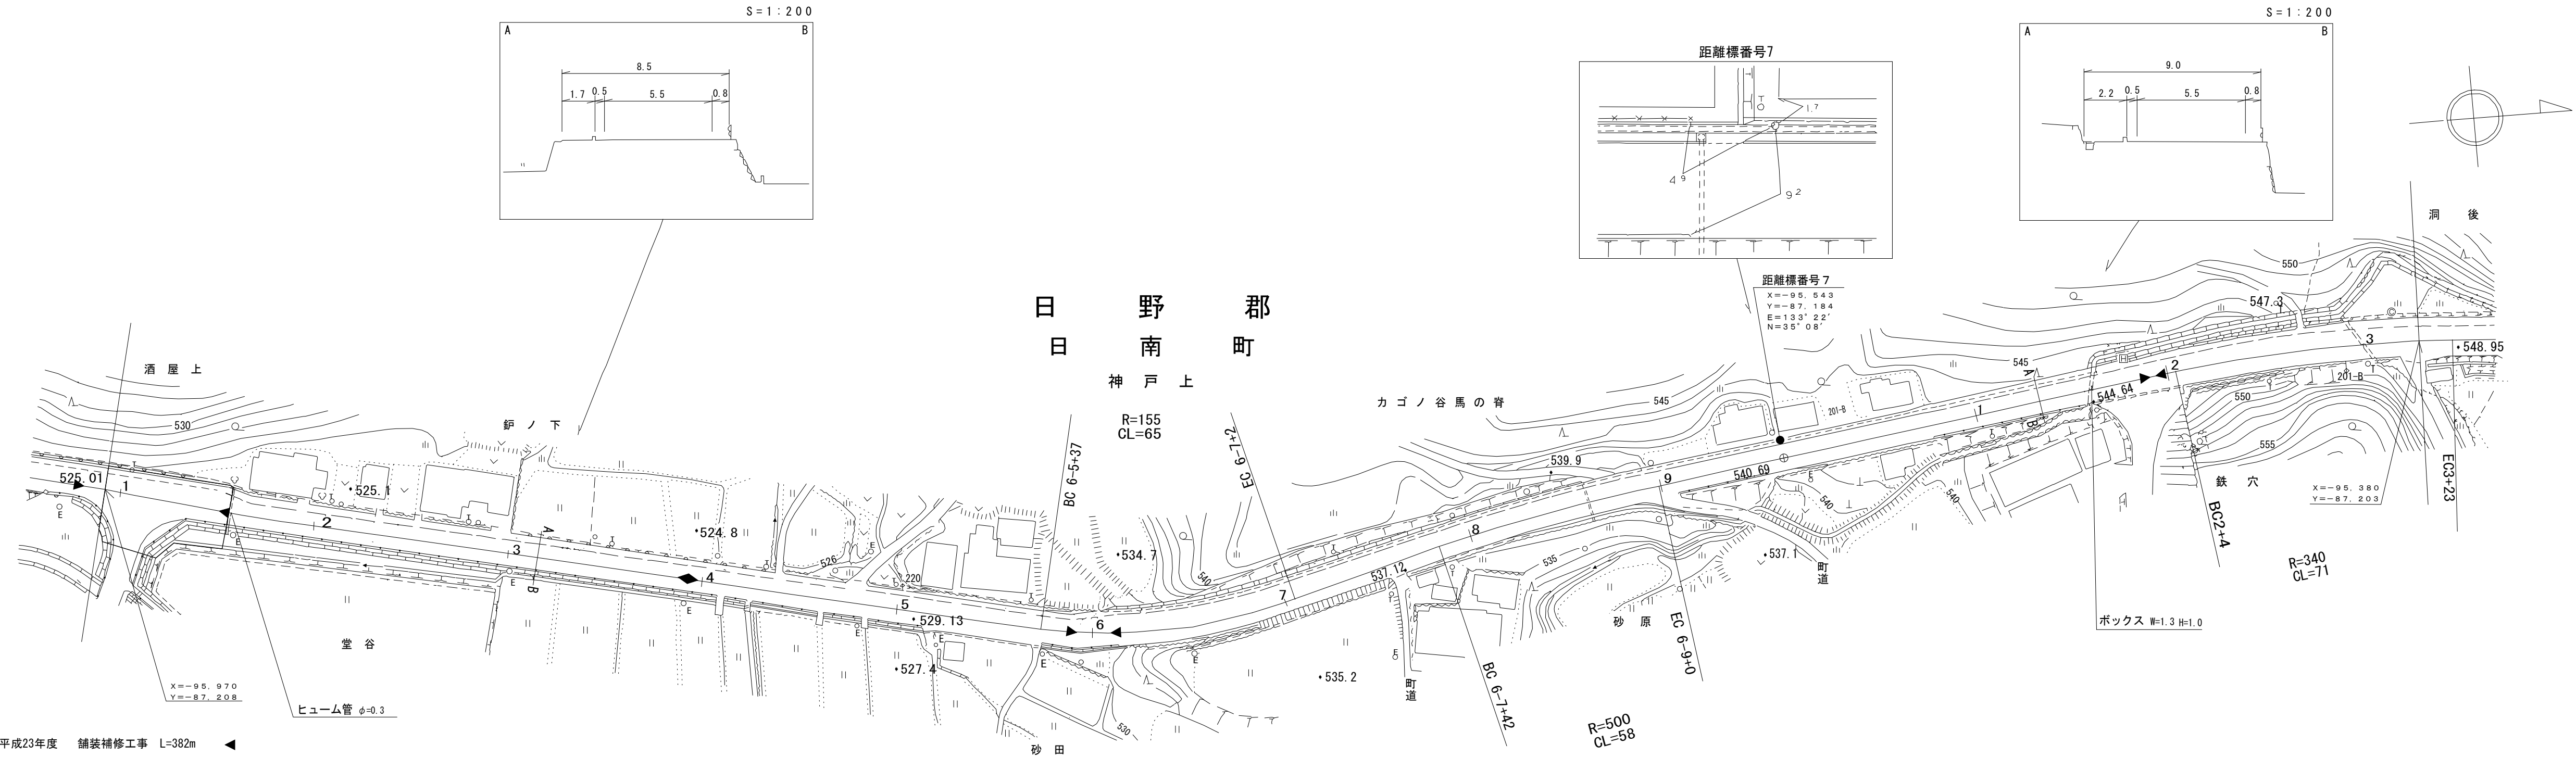 S=1:200
A
B
8.5
1.7
0.5
5.5
0.8
距離標番号7
1.7
4.9
9.2
S=1:200
A
B
9.0
2.2
0.5
5.5
0.8
洞 後
日 野 郡
日 南 町
神 戸 上
距離標番号7
X=-95,543
Y=-87,184
E=133°22′
N=35°08′
酒 屋 上
530
鈩 ノ 下
カ ゴ ノ 谷 馬 の 脊
R=155
CL=65
BC 6-5+37
EC 6-7+2
545
545
550
547.3
201-B
201-B
548.95
525.01
525.1
524.8
526
220
534.7
540
539.9
540.69
544.64
550
555
鉄 穴
540
540
537.1
町道
537.12
535
1
2
3
4
5
6
7
8
9
1
2
3
A
B
A
B
529.13
527.4
535.2
530
町道
砂 原
砂 田
堂 谷
EC3+23
BC2+4
X=-95,380
Y=-87,203
R=340
CL=71
ボックス W=1.3 H=1.0
EC 6-9+0
BC 6-7+42
R=500
CL=58
X=-95,970
Y=-87,208
ヒューム管 φ=0.3
平成23年度 舗装補修工事 L=382m